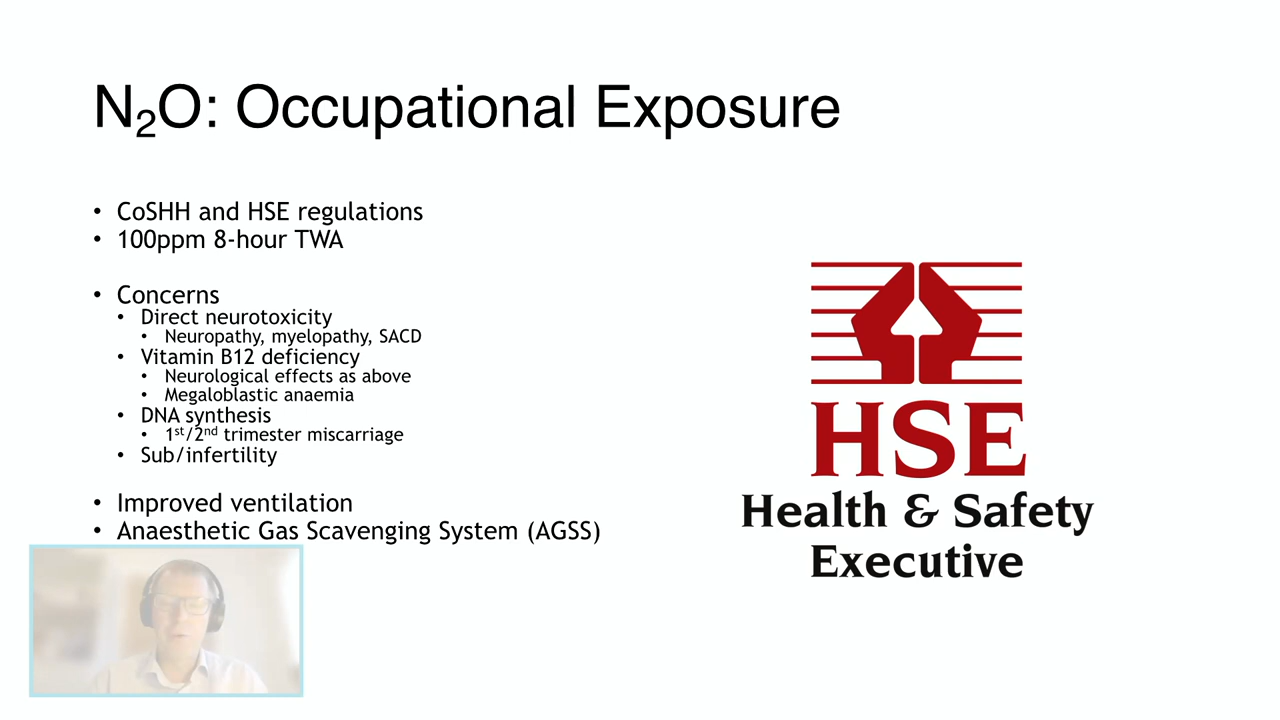 N₂O: Occupational Exposure
• CoSHH and HSE regulations
• 100ppm 8-hour TWA
• Concerns
• Direct neurotoxicity
• Neuropathy, myelopathy, SACD
• Vitamin B12 deficiency
• Neurological effects as above
• Megaloblastic anaemia
• DNA synthesis
• 1st/2nd trimester miscarriage
• Sub/infertility
• Improved ventilation
• Anaesthetic Gas Scavenging System (AGSS)
HSE
Health & Safety
Executive